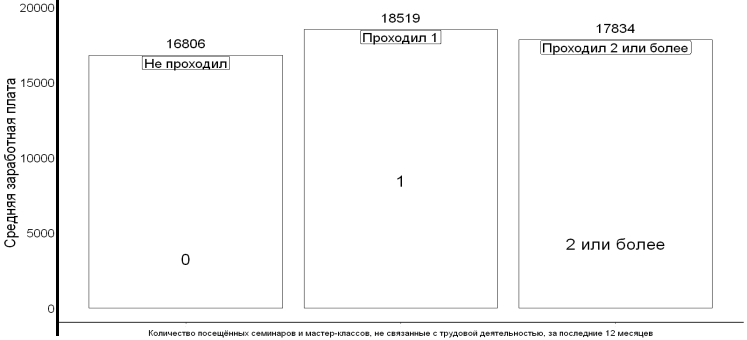 Средняя заработная плата
20000
15000
10000
5000
0
16806
Не проходил
0
18519
Проходил 1
1
17834
Проходил 2 или более
2 или более
Количество посещённых семинаров и мастер-классов, не связанные с трудовой деятельностью, за последние 12 месяцев